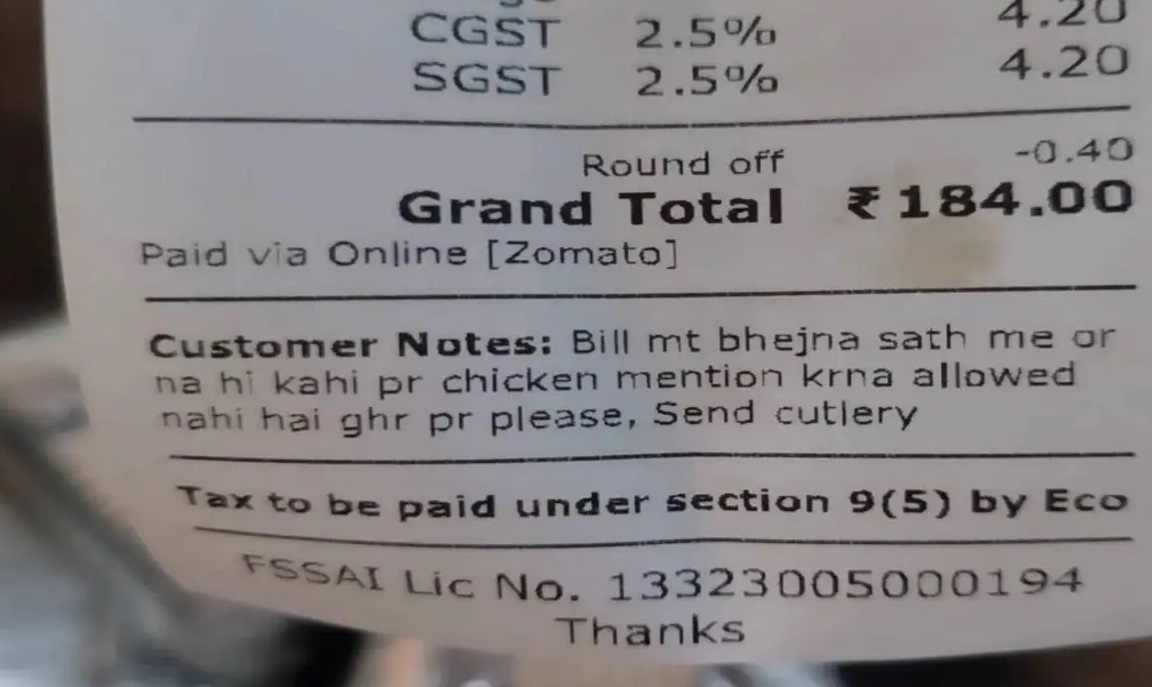 CGST 2.5% 4.20
SGST 2.5% 4.20
Round off -0.40
Grand Total ₹ 184.00
Paid via Online [Zomato]
Customer Notes: Bill mt bhejna sath me or
na hi kahi pr chicken mention krna allowed
nahi hai ghr pr please, Send cutlery
Tax to be paid under section 9(5) by Eco
FSSAI Lic No. 13323005000194
Thanks